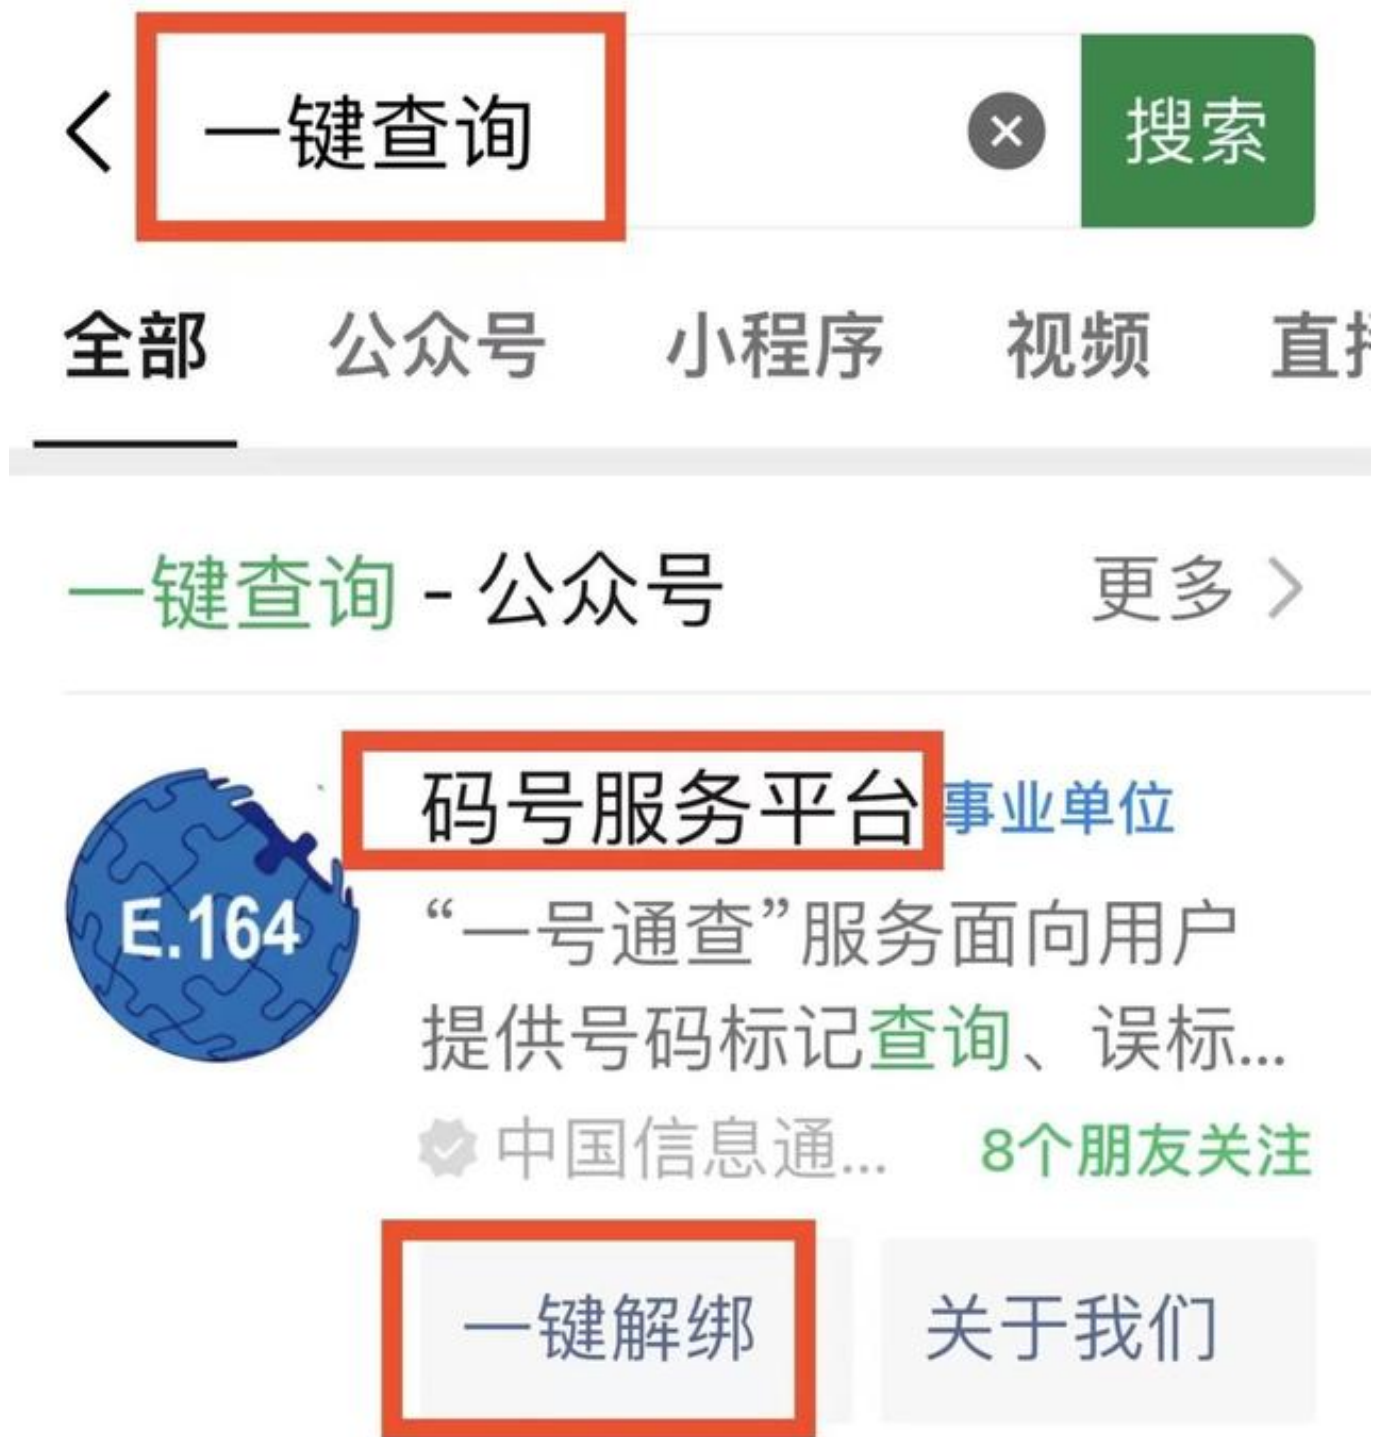 一键查询
搜索
全部 公众号 小程序 视频 直
一键查询 - 公众号 更多
码号服务平台 事业单位
E.164
“一号通查”服务面向用户
提供号码标记查询、误标...
中国信息通... 8个朋友关注
一键解绑 关于我们